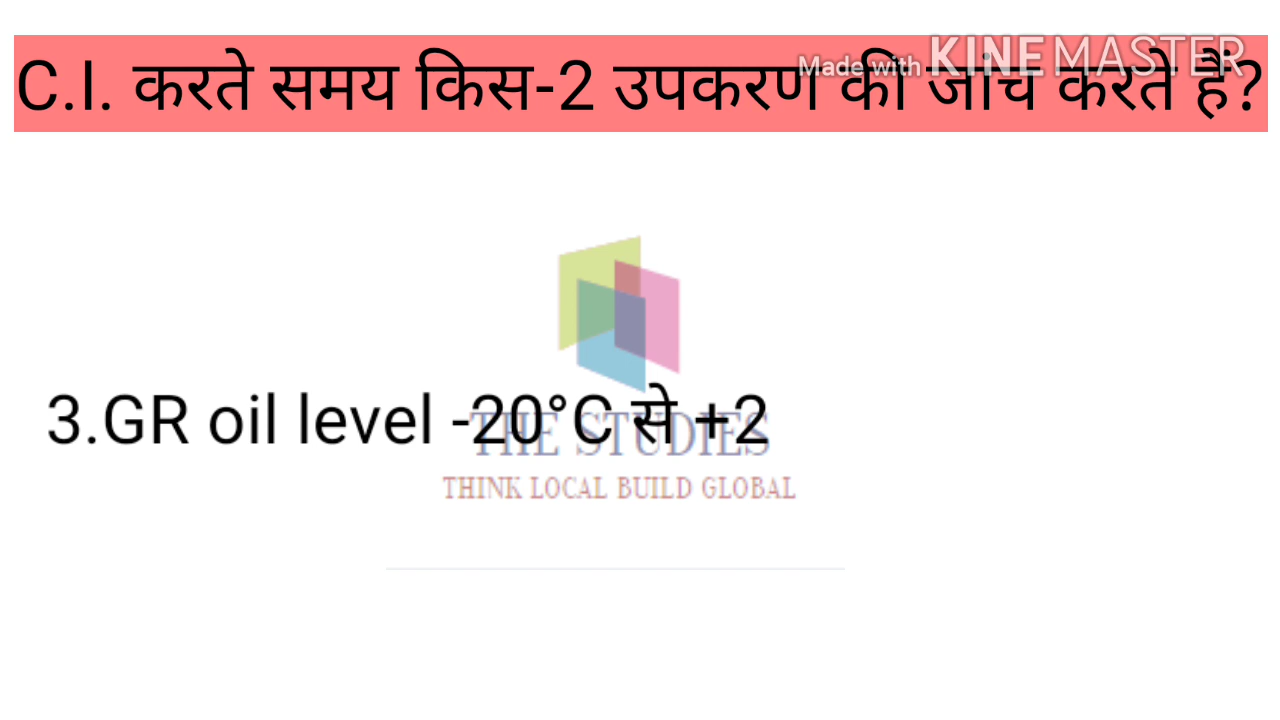 Made with KINEMASTER
C.I. करते समय किस-2 उपकरण की जांच करते हैं?
3.GR oil level -20°C से +2
THE STUDIES
THINK LOCAL BUILD GLOBAL